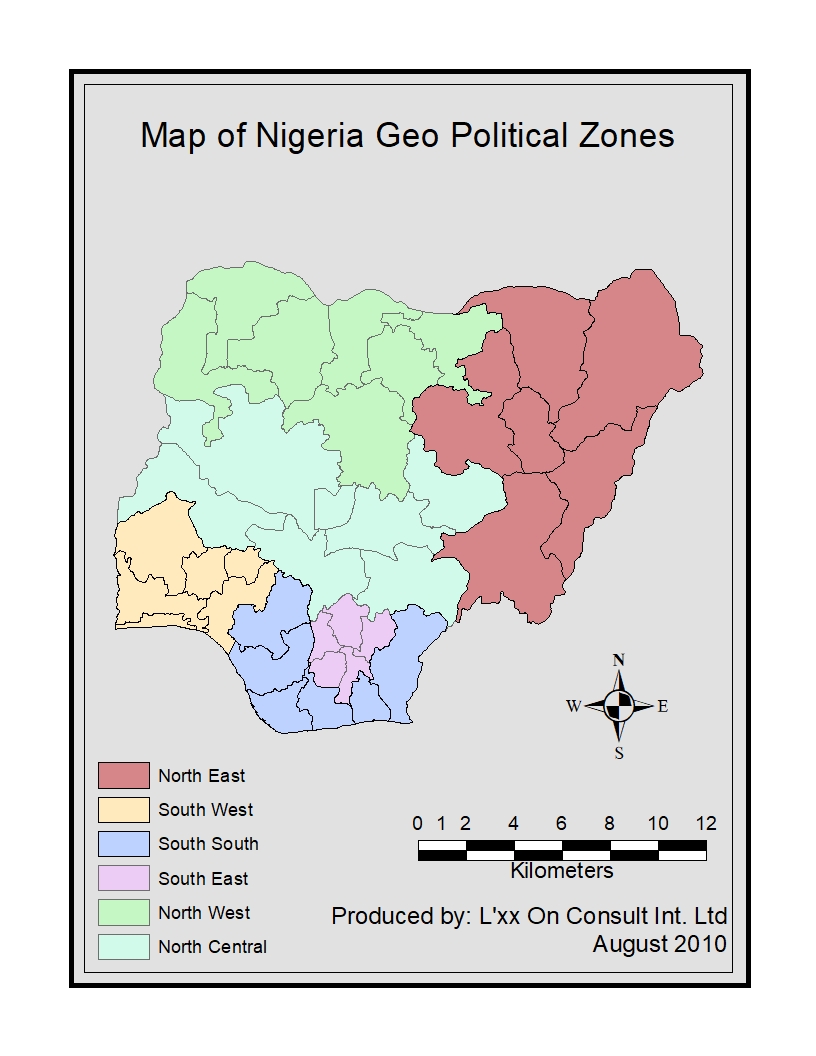 Map of Nigeria Geo Political Zones
N
W E
S
North East
South West
South South
South East
North West
North Central
0 1 2 4 6 8 10 12
Kilometers
Produced by: L'xx On Consult Int. Ltd
August 2010